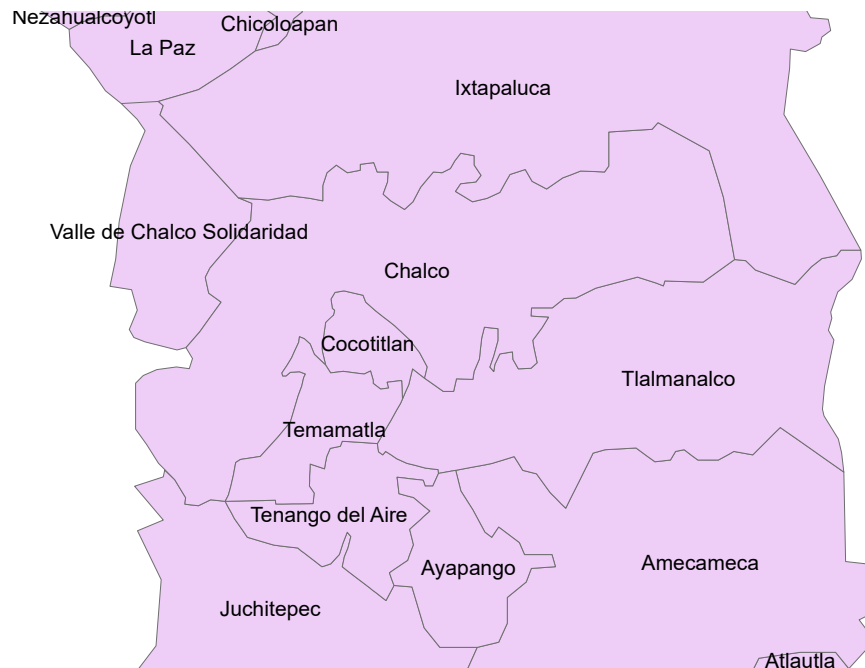 Nezahualcoyotl
Chicoloapan
La Paz
Ixtapaluca
Valle de Chalco Solidaridad
Chalco
Cocotitlan
Tlalmanalco
Temamatla
Tenango del Aire
Amecameca
Ayapango
Juchitepec
Atlautla